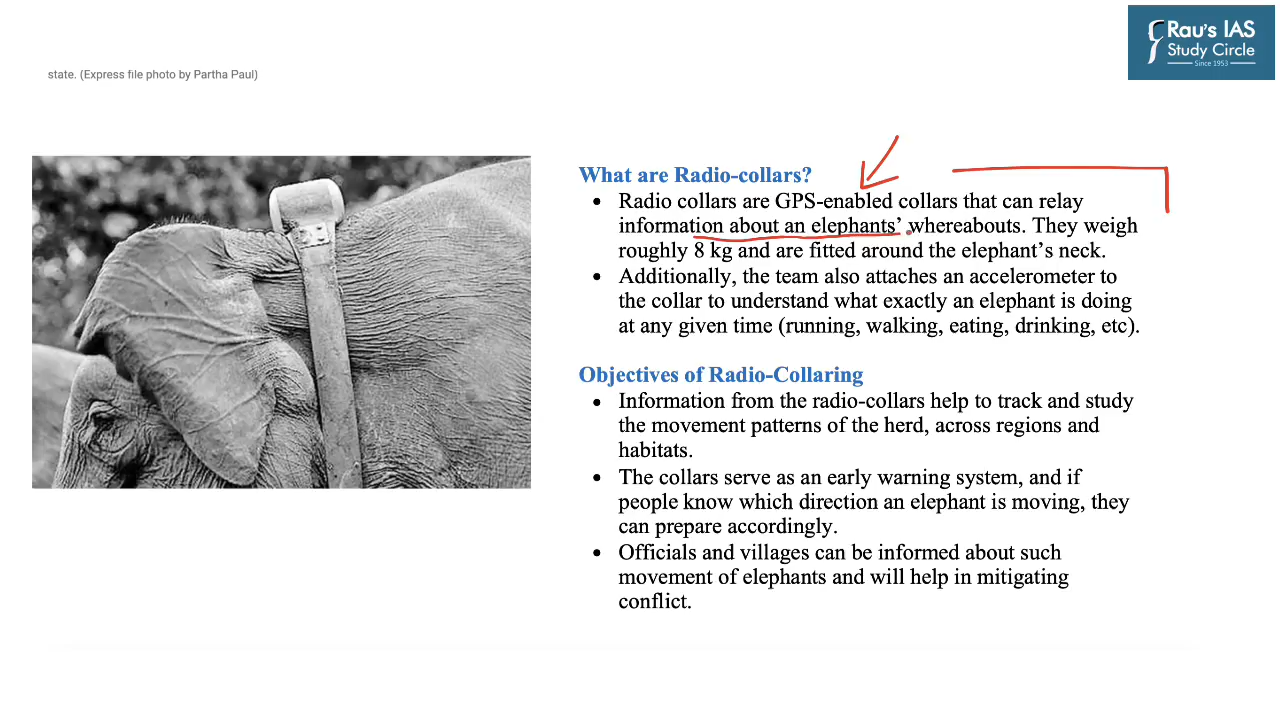 Rau's IAS
Study Circle
Since 1953
state. (Express file photo by Partha Paul)
What are Radio-collars?
• Radio collars are GPS-enabled collars that can relay
information about an elephants’ whereabouts. They weigh
roughly 8 kg and are fitted around the elephant’s neck.
• Additionally, the team also attaches an accelerometer to
the collar to understand what exactly an elephant is doing
at any given time (running, walking, eating, drinking, etc).
Objectives of Radio-Collaring
• Information from the radio-collars help to track and study
the movement patterns of the herd, across regions and
habitats.
• The collars serve as an early warning system, and if
people know which direction an elephant is moving, they
can prepare accordingly.
• Officials and villages can be informed about such
movement of elephants and will help in mitigating
conflict.